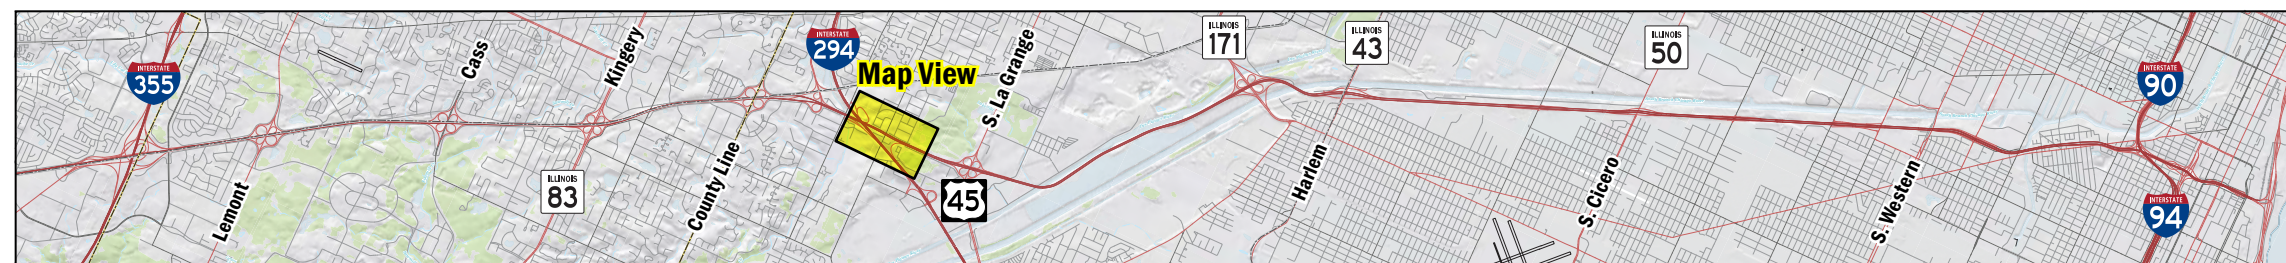 INTERSTATE
355
Lemont
Cass
ILLINOIS
83
Kingery
County Line
INTERSTATE
294
Map View
45
S. La Grange
ILLINOIS
171
Harlem
ILLINOIS
43
S. Cicero
ILLINOIS
50
S. Western
INTERSTATE
90
INTERSTATE
94